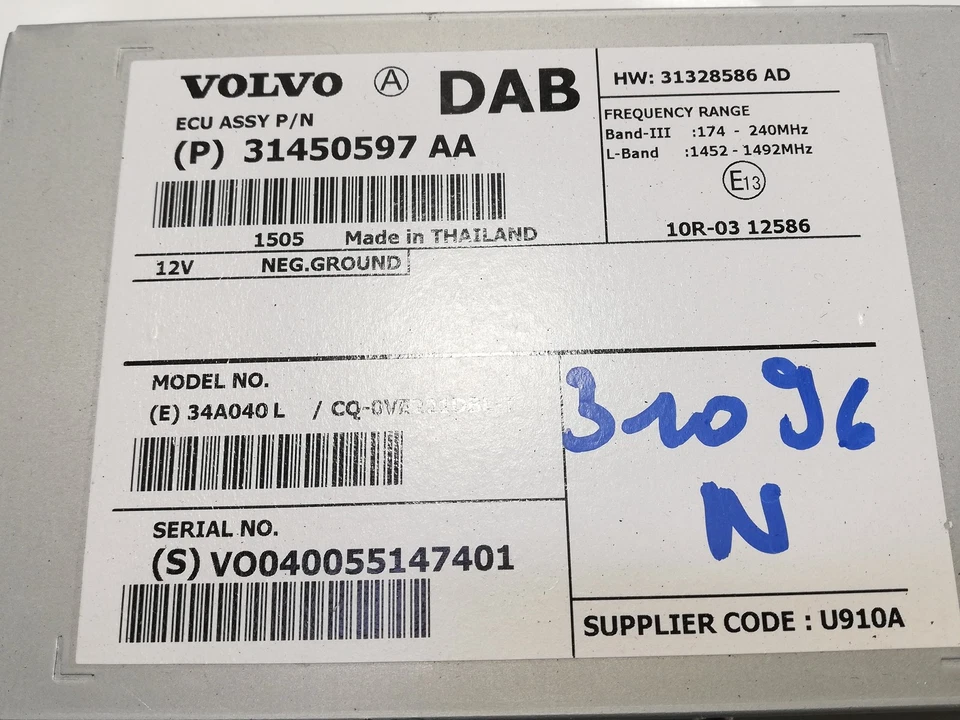 VOLVO A DAB
ECU ASSY P/N
(P) 31450597 AA
1505 Made in THAILAND
12V NEG.GROUND
HW: 31328586 AD
FREQUENCY RANGE
Band-III :174 - 240MHz
L-Band :1452 - 1492MHz
E13
10R-03 12586
MODEL NO.
(E) 34A040 L /
SERIAL NO.
(S) VO040055147401
31096
N
SUPPLIER CODE : U910A